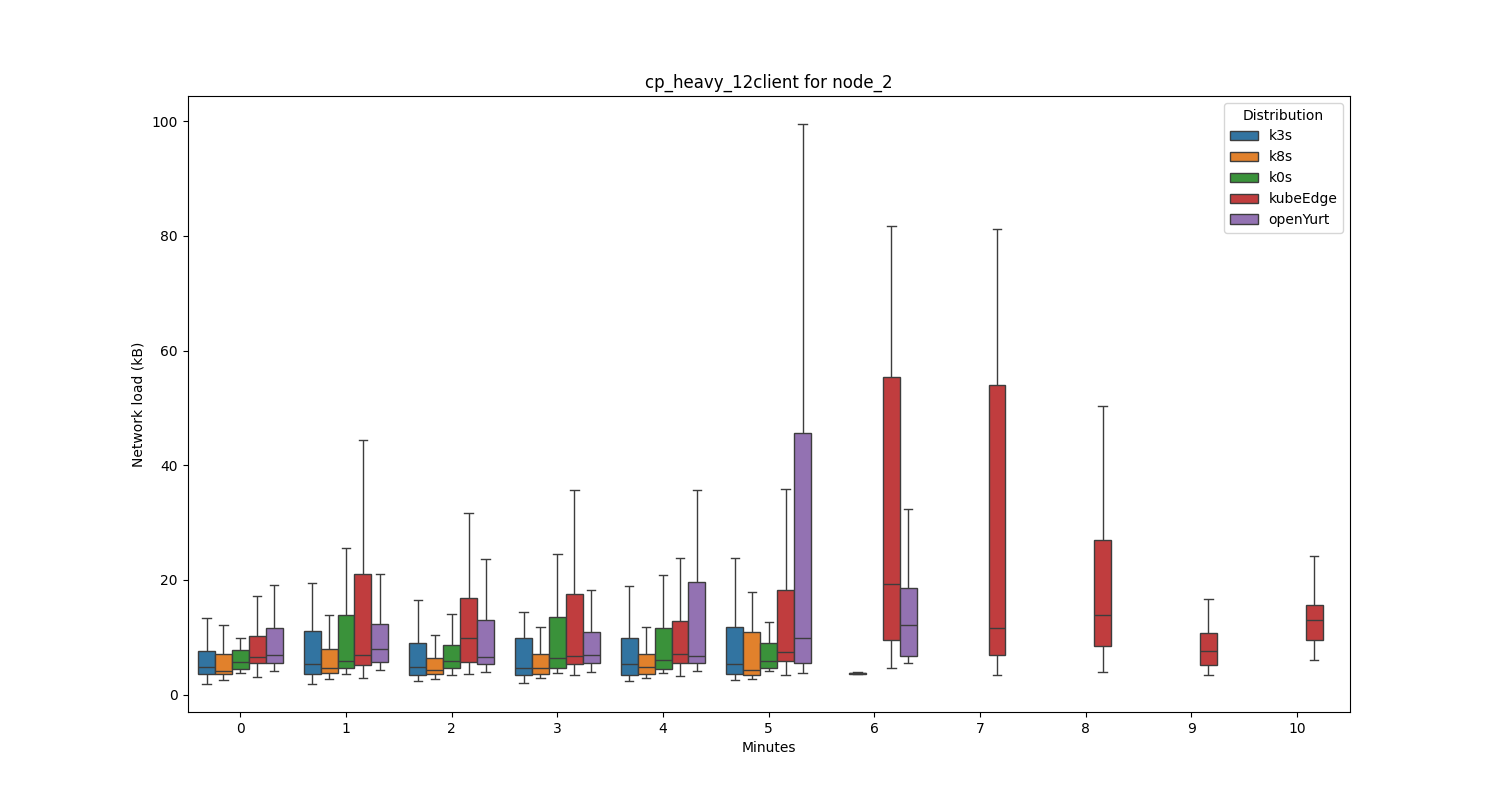 cp_heavy_12client for node_2
Distribution
k3s
k8s
k0s
kubeEdge
openYurt
Network load (kB)
100
80
60
40
20
0
0 1 2 3 4 5 6 7 8 9 10
Minutes